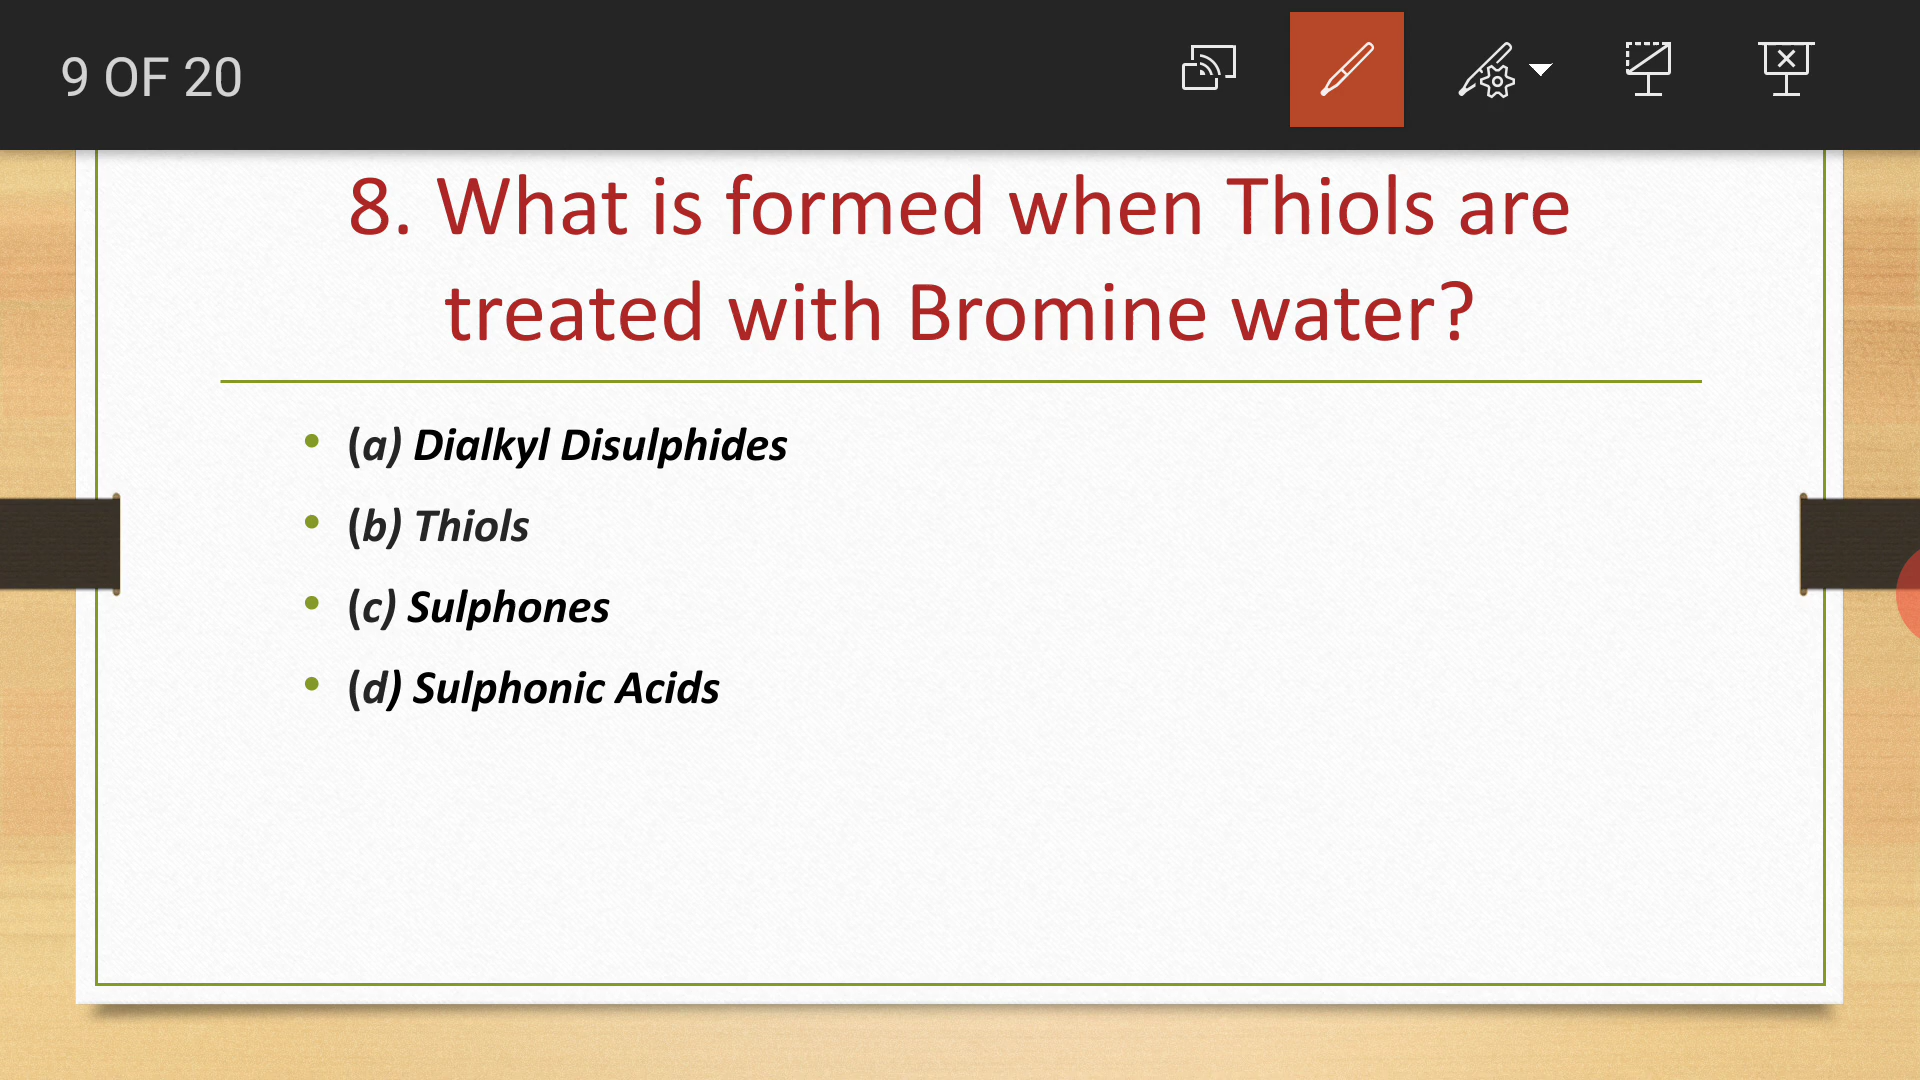 9 OF 20
8. What is formed when Thiols are
treated with Bromine water?
• (a) Dialkyl Disulphides
• (b) Thiols
• (c) Sulphones
• (d) Sulphonic Acids